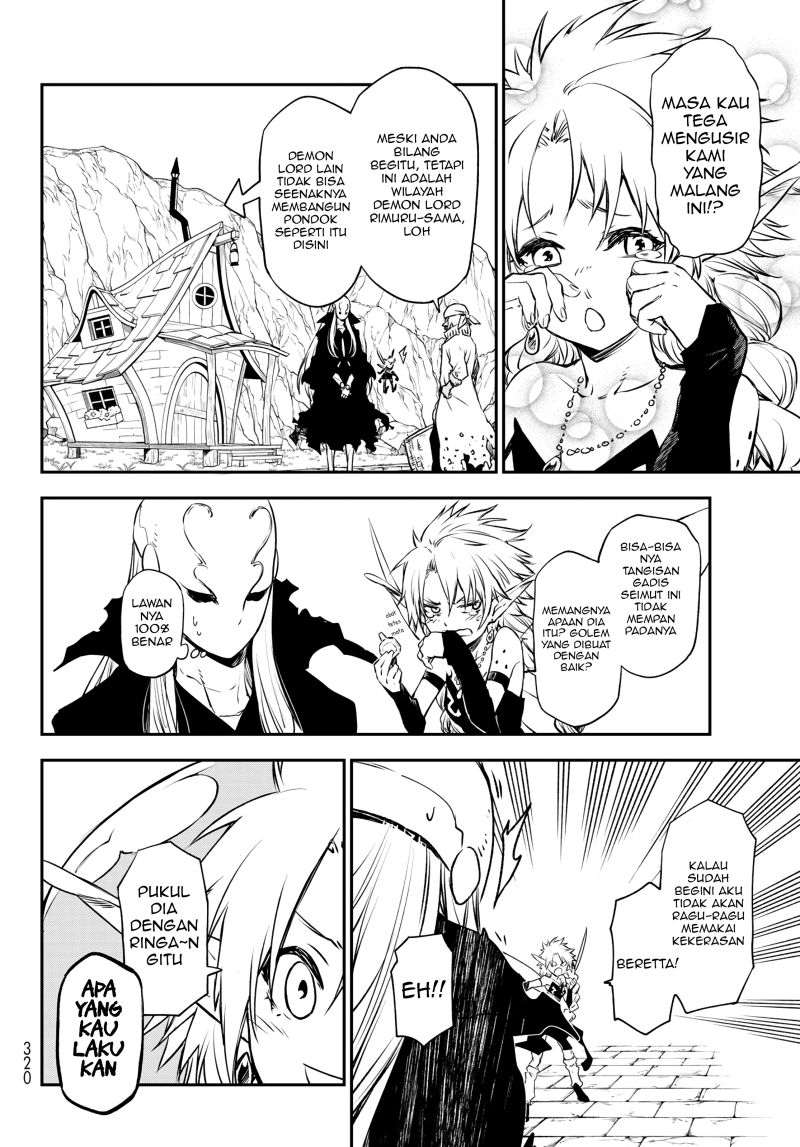 MASA KAU
TEGA
MENGUSIR
KAMI
YANG
MALANG
INI!?
MESKI ANDA
BILANG
BEGITU, TETAPI
INI ADALAH
WILAYAH
DEMON LORD
RIMURU-SAMA,
LOH
DEMON
LORD LAIN
TIDAK BISA
SEENAKNYA
MEMBANGUN
PONDOK
SEPERTI ITU
DISINI
BISA-BISA
NYA
TANGISAN
GADIS
SEIMUT INI
TIDAK
MEMPAN
PADANYA
MEMANGNYA
APAAN DIA
ITU? GOLEM
YANG DIBUAT
DENGAN
BAIK?
obat
tetes
mata
LAWAN
NYA
100%
BENAR
KALAU
SUDAH
BEGINI AKU
TIDAK AKAN
RAGU-RAGU
MEMAKAI
KEKERASAN
BERETTA!
EH!!
PUKUL
DIA
DENGAN
RINGA~N
GITU
APA
YANG
KAU
LAKU
KAN
320